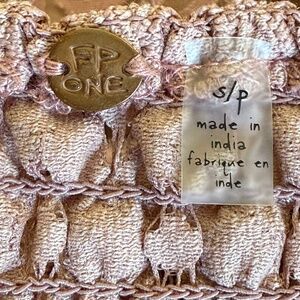 FP
ONE
s/p
made in
india
fabrique en
inde